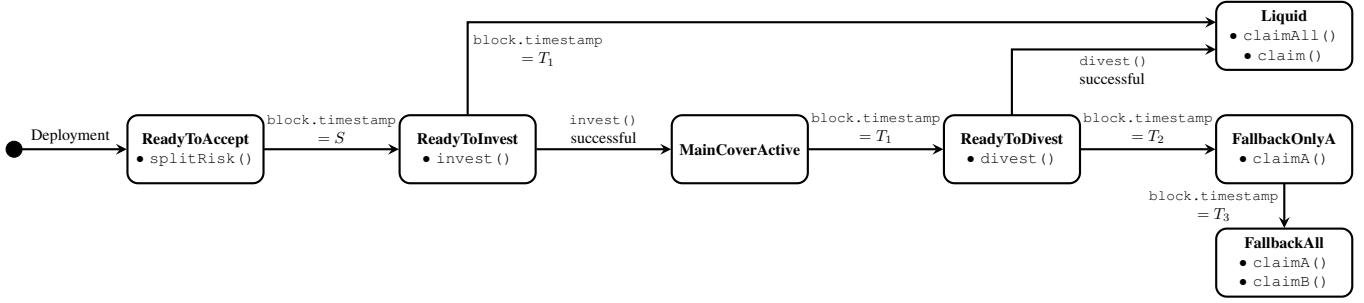 Liquid
• claimAll()
• claim()
block.timestamp
= T₁
divest()
successful
Deployment
ReadyToAccept
• splitRisk()
block.timestamp
= S
ReadyToInvest
• invest()
invest()
successful
MainCoverActive
block.timestamp
= T₁
ReadyToDivest
• divest()
block.timestamp
= T₂
FallbackOnlyA
• claimA()
block.timestamp
= T₃
FallbackAll
• claimA()
• claimB()